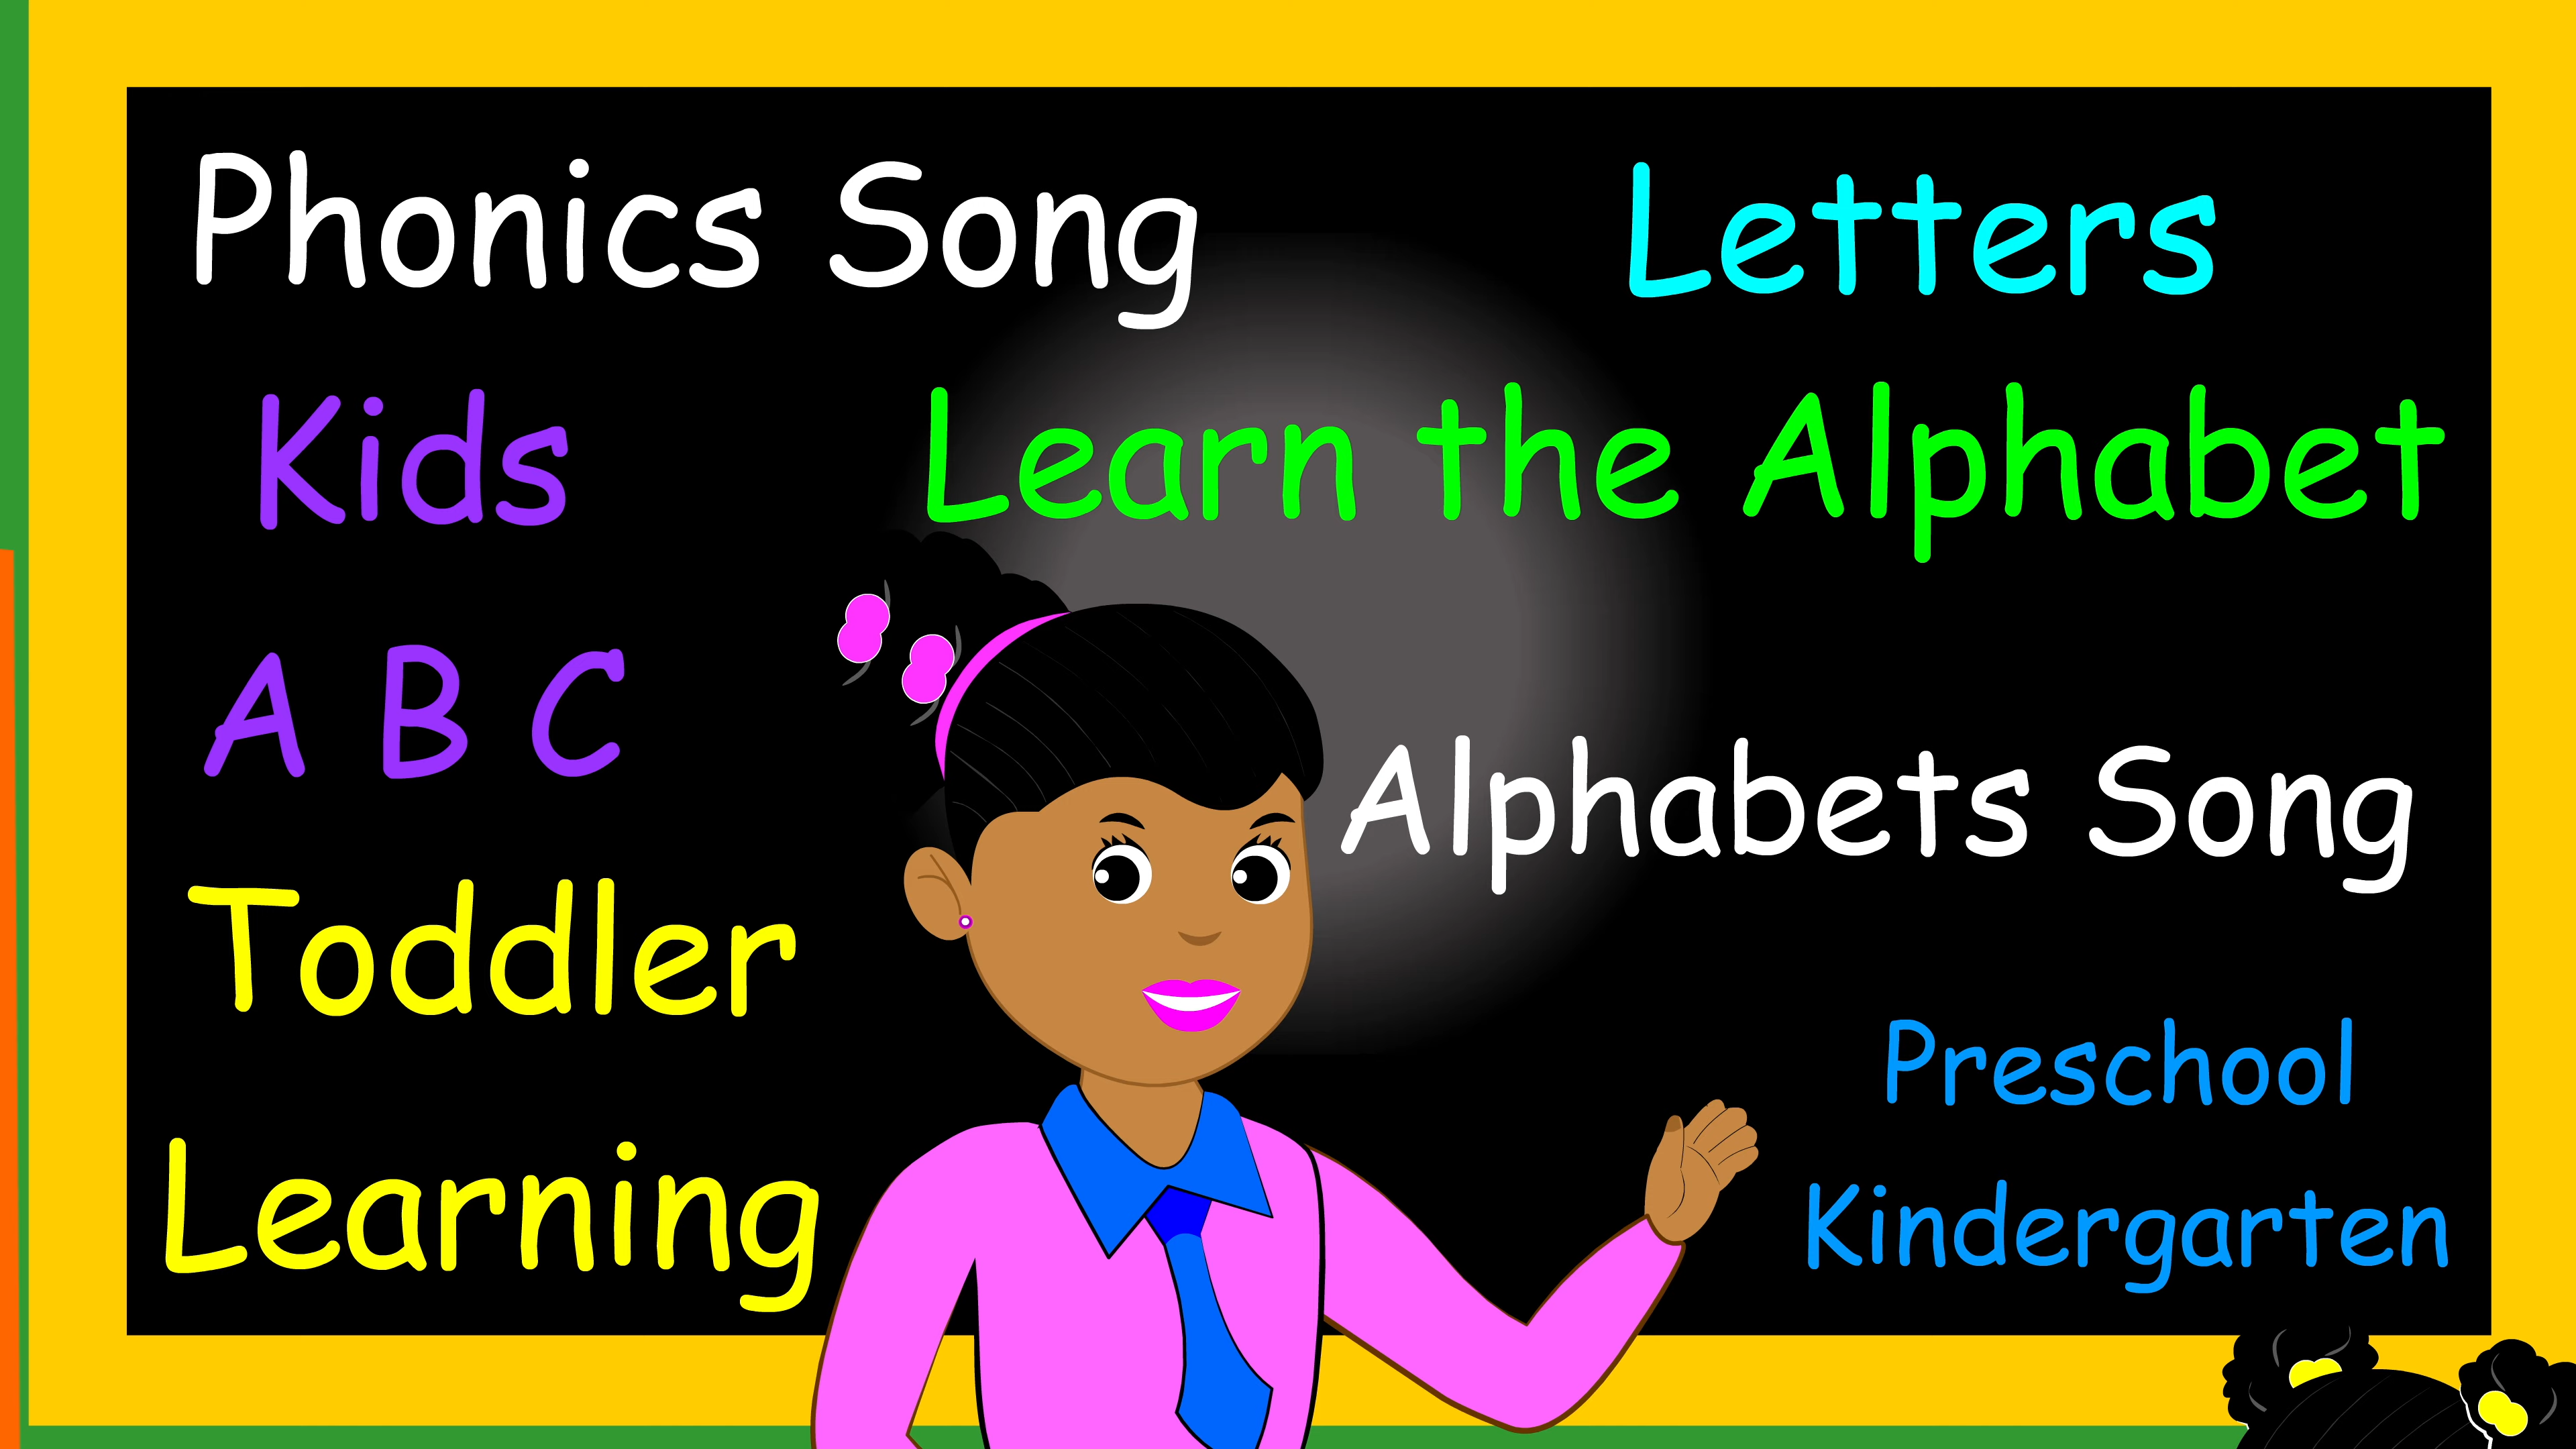 Phonics Song
Letters
Kids
Learn the Alphabet
A B C
Alphabets Song
Toddler
Preschool
Learning
Kindergarten